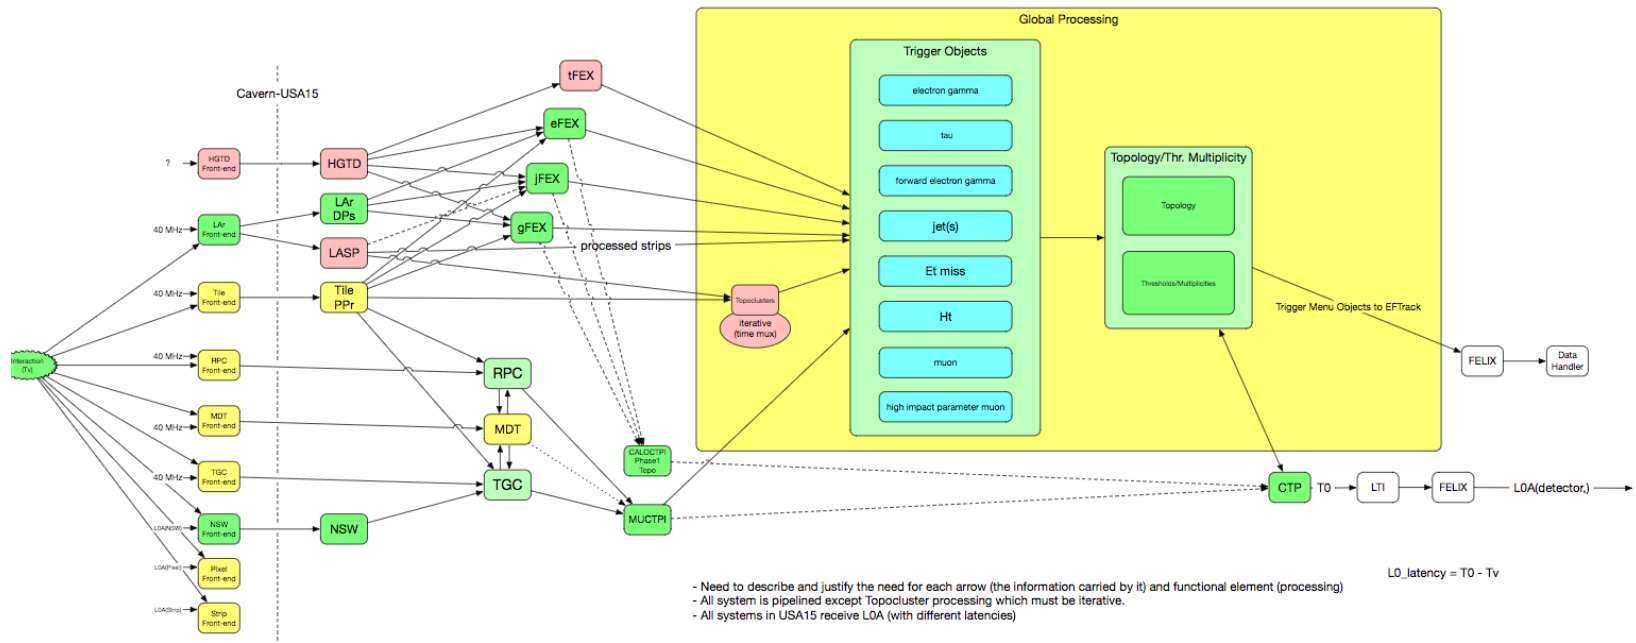 Global Processing
Trigger Objects
electron gamma
tau
forward electron gamma
jet(s)
Et miss
Ht
muon
high impact parameter muon
Topology/Thr. Multiplicity
Topology
Thresholds/Multiplicities
Cavern-USA15
tFEX
eFEX
jFEX
gFEX
?
HGTD
Front-end
HGTD
40 MHz
LAr
Front-end
LAr
DPs
LASP
processed strips
40 MHz
Tile
Front-end
Tile
PPr
Topoclusters
iterative
(time mux)
Trigger Menu Objects to EFTrack
FELIX
Data
Handler
Interaction
(Tv)
40 MHz
RPC
Front-end
RPC
40 MHz
MDT
Front-end
MDT
40 MHz
TGC
Front-end
TGC
CALOCTPI
Phase1
Topo
MUCTPI
CTP
T0
LTI
FELIX
L0A(detector,)
L0A(NSW)
NSW
Front-end
NSW
L0A(Pixel)
Pixel
Front-end
L0A(Strip)
Strip
Front-end
L0_latency = T0 - Tv
- Need to describe and justify the need for each arrow (the information carried by it) and functional element (processing)
- All system is pipelined except Topocluster processing which must be iterative.
- All systems in USA15 receive L0A (with different latencies)